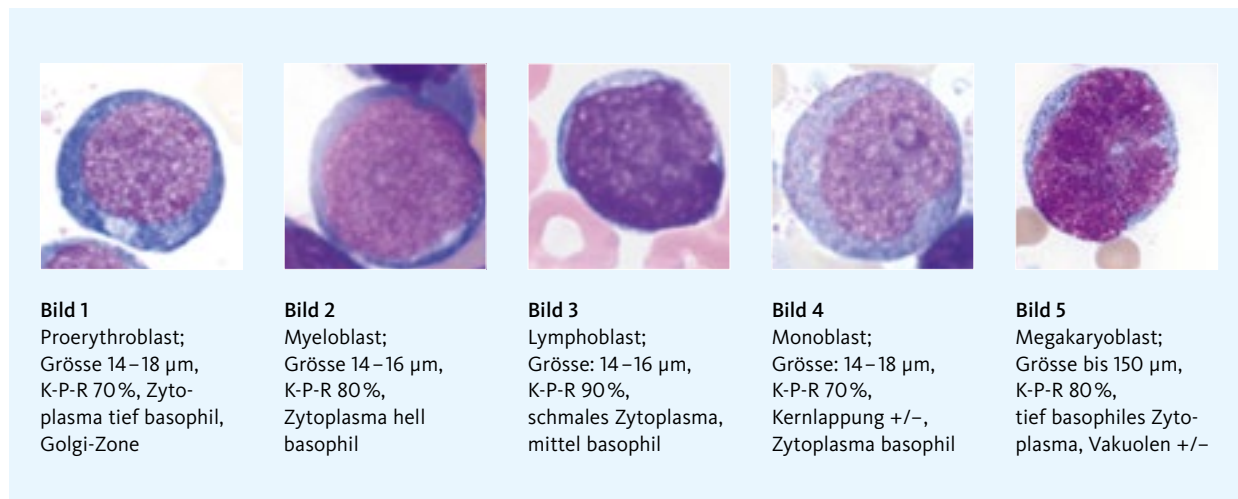 Bild 1
Proerythroblast;
Grösse 14–18 µm,
K-P-R 70%, Zyto-
plasma tief basophil,
Golgi-Zone
Bild 2
Myeloblast;
Grösse 14–16 µm,
K-P-R 80%,
Zytoplasma hell
basophil
Bild 3
Lymphoblast;
Grösse: 14–16 µm,
K-P-R 90%,
schmales Zytoplasma,
mittel basophil
Bild 4
Monoblast;
Grösse: 14–18 µm,
K-P-R 70%,
Kernlappung +/–,
Zytoplasma basophil
Bild 5
Megakaryoblast;
Grösse bis 150 µm,
K-P-R 80%,
tief basophiles Zyto-
plasma, Vakuolen +/–